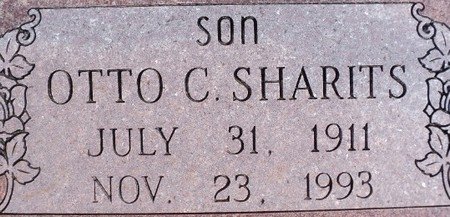 Son
OTTO C. SHARITS
JULY 31, 1911
NOV. 23, 1993